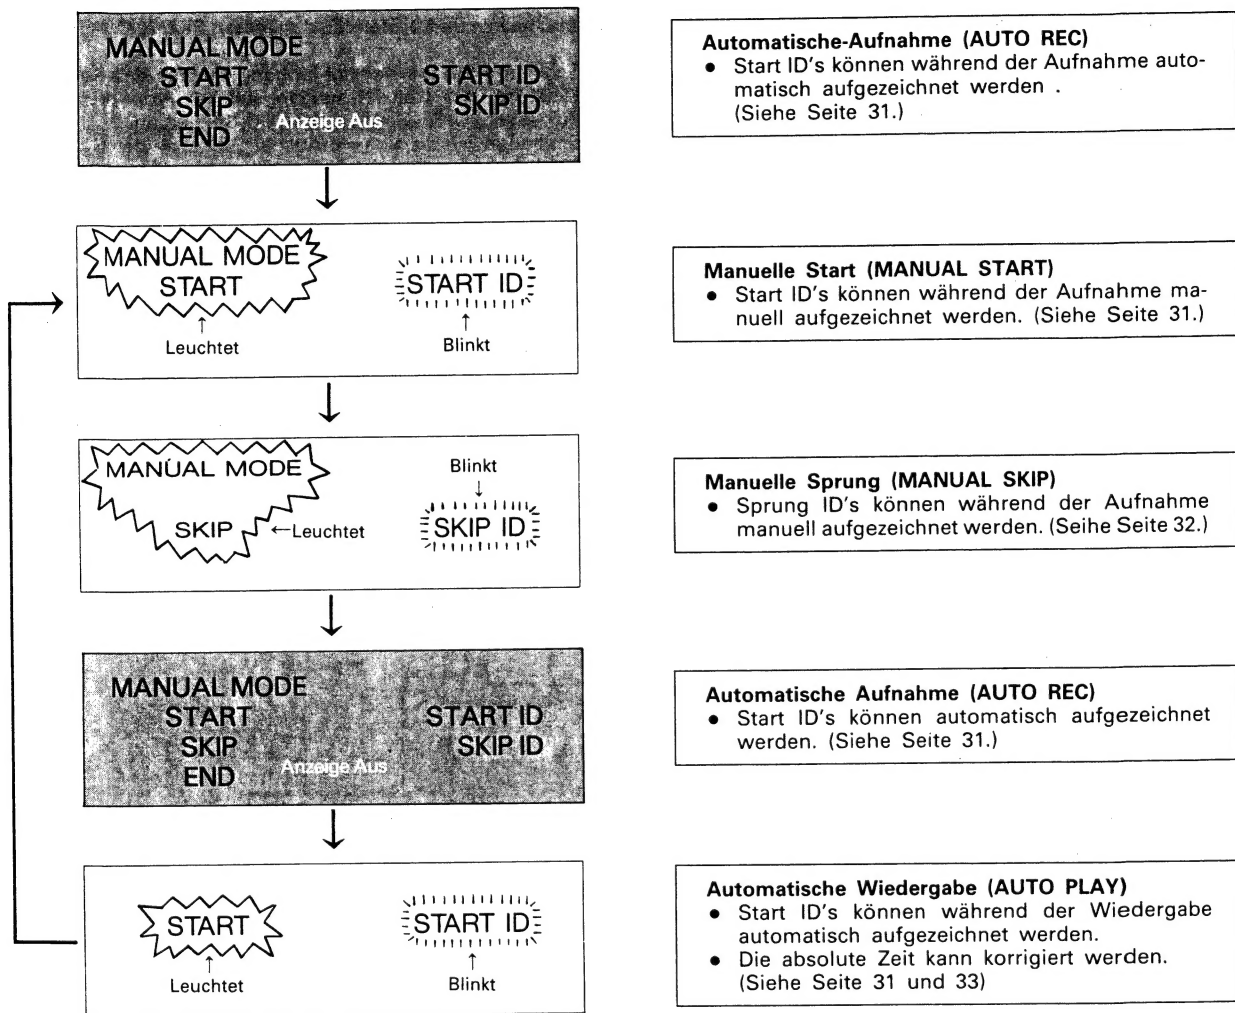 MANUAL MODE
START
SKIP
END
START ID
SKIP ID
Anzeige Aus
Automatische-Aufnahme (AUTO REC)
● Start ID's können während der Aufnahme auto-
matisch aufgezeichnet werden .
(Siehe Seite 31.)
MANUAL MODE
START
Leuchtet
START ID
Blinkt
Manuelle Start (MANUAL START)
● Start ID's können während der Aufnahme ma-
nuell aufgezeichnet werden. (Siehe Seite 31.)
MANUAL MODE
SKIP
Leuchtet
Blinkt
SKIP ID
Manuelle Sprung (MANUAL SKIP)
● Sprung ID's können während der Aufnahme
manuell aufgezeichnet werden. (Seihe Seite 32.)
MANUAL MODE
START
SKIP
END
START ID
SKIP ID
Anzeige Aus
Automatische Aufnahme (AUTO REC)
● Start ID's können automatisch aufgezeichnet
werden. (Siehe Seite 31.)
START
Leuchtet
START ID
Blinkt
Automatische Wiedergabe (AUTO PLAY)
● Start ID's können während der Wiedergabe
automatisch aufgezeichnet werden.
● Die absolute Zeit kann korrigiert werden.
(Siehe Seite 31 und 33)